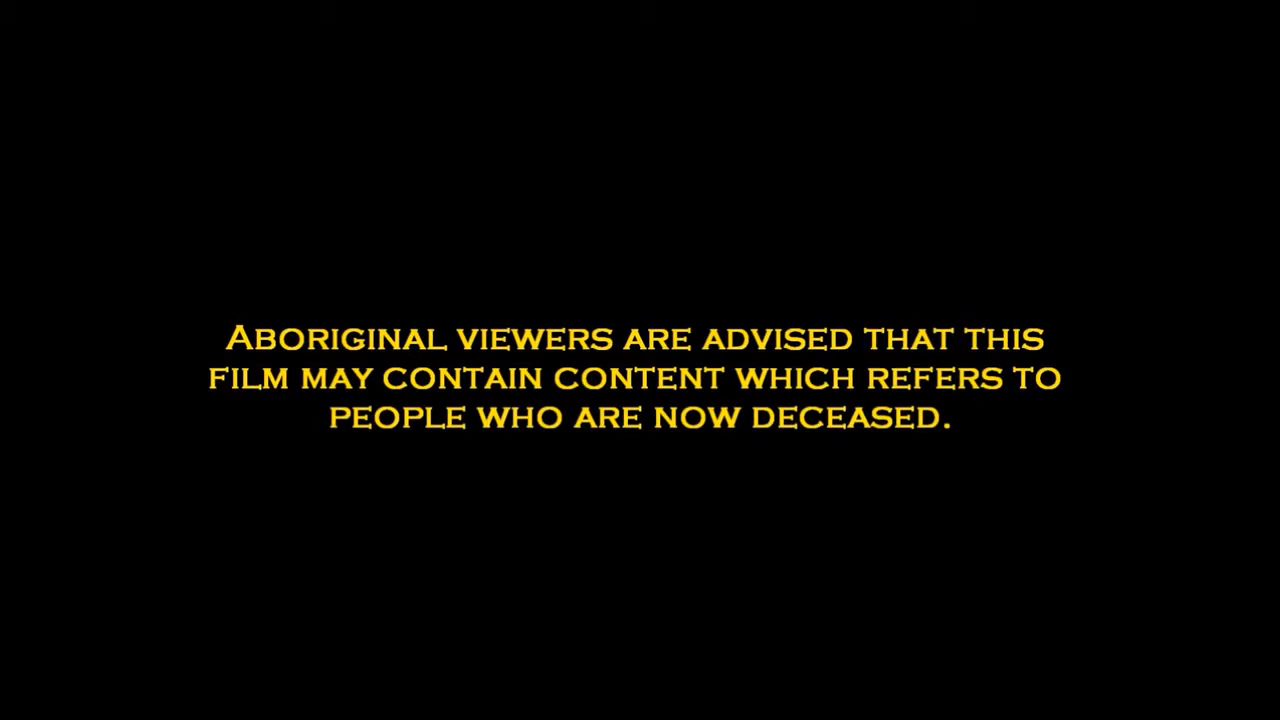 Aboriginal viewers are advised that this
film may contain content which refers to
people who are now deceased.